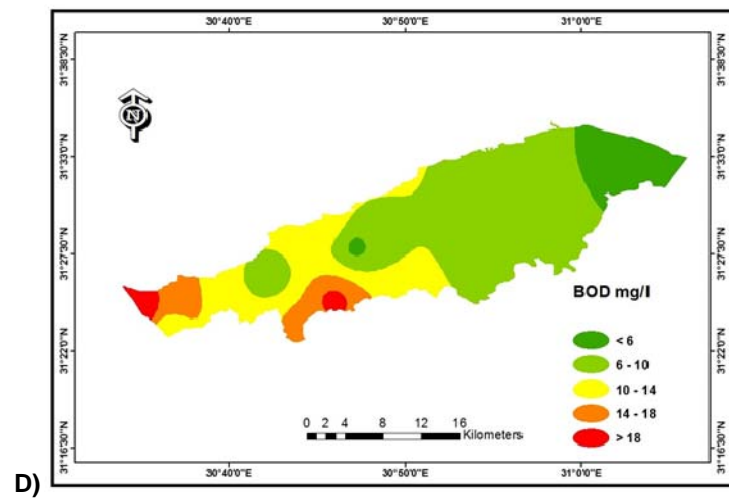 30°40'0"E 30°50'0"E 31°0'0"E
31°38'30"N 31°38'30"N
N
31°33'0"N 31°33'0"N
31°27'30"N 31°27'30"N
31°22'0"N 31°22'0"N
31°16'30"N 31°16'30"N
BOD mg/l
< 6
6 - 10
10 - 14
14 - 18
> 18
0 2 4 8 12 16
Kilometers
30°40'0"E 30°50'0"E 31°0'0"E
D)